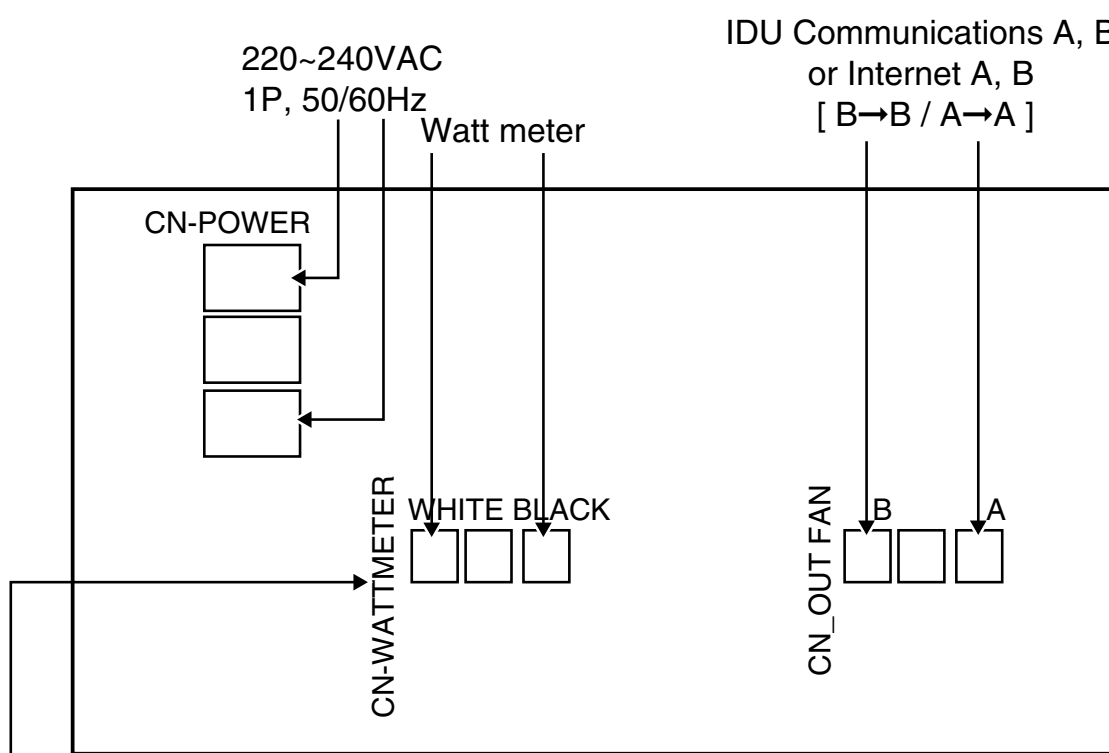 IDU Communications A, B
or Internet A, B
[ B→B / A→A ]
220~240VAC
1P, 50/60Hz
Watt meter
CN-POWER
CN-WATTMETER
WHITE BLACK
CN_OUT FAN
B
A